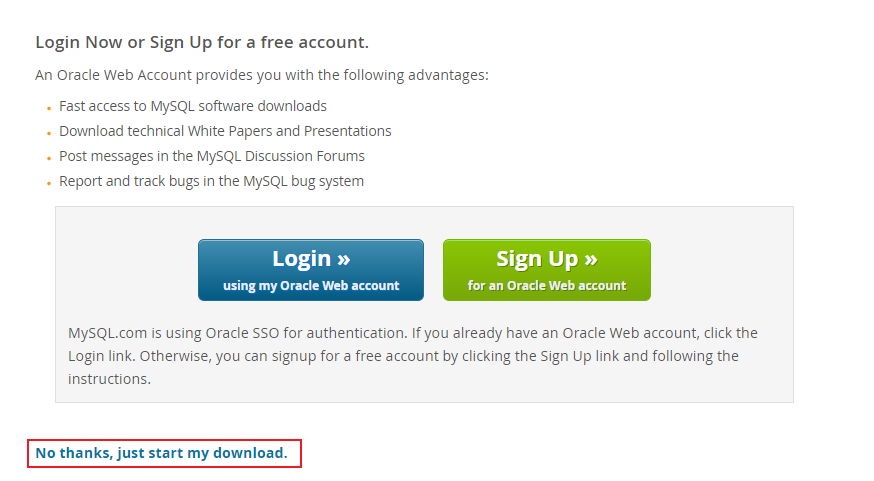 Login Now or Sign Up for a free account.
An Oracle Web Account provides you with the following advantages:
Fast access to MySQL software downloads
Download technical White Papers and Presentations
Post messages in the MySQL Discussion Forums
Report and track bugs in the MySQL bug system
Login »
using my Oracle Web account
Sign Up »
for an Oracle Web account
MySQL.com is using Oracle SSO for authentication. If you already have an Oracle Web account, click the
Login link. Otherwise, you can signup for a free account by clicking the Sign Up link and following the
instructions.
No thanks, just start my download.